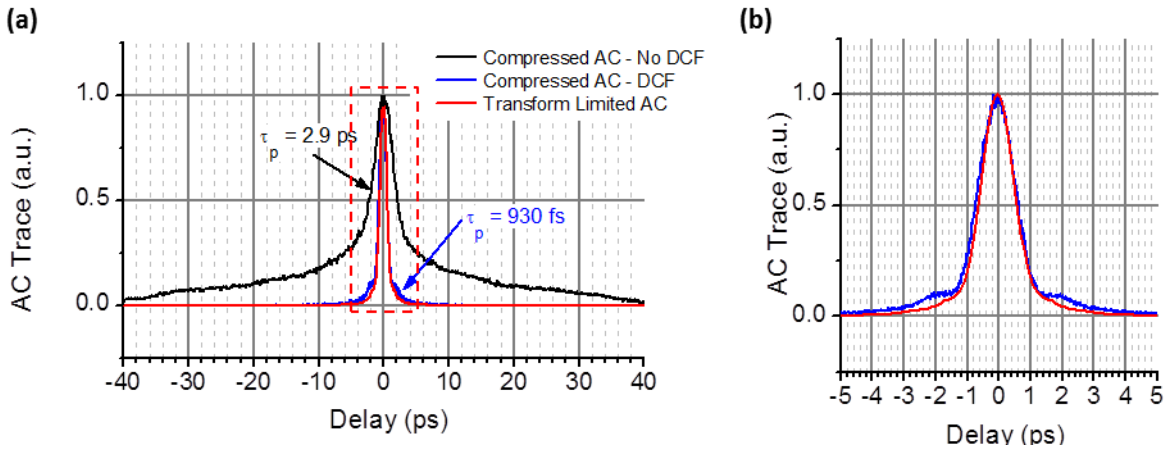 (a)
Compressed AC - No DCF
Compressed AC - DCF
Transform Limited AC
τp = 2.9 ps
τp = 930 fs
AC Trace (a.u.)
1.0
0.5
0.0
-40 -20 -10 0 10 20 30 40
Delay (ps)
(b)
AC Trace (a.u.)
1.0
0.5
0.0
-5 -4 -3 -2 -1 0 1 2 3 4 5
Delay (ps)